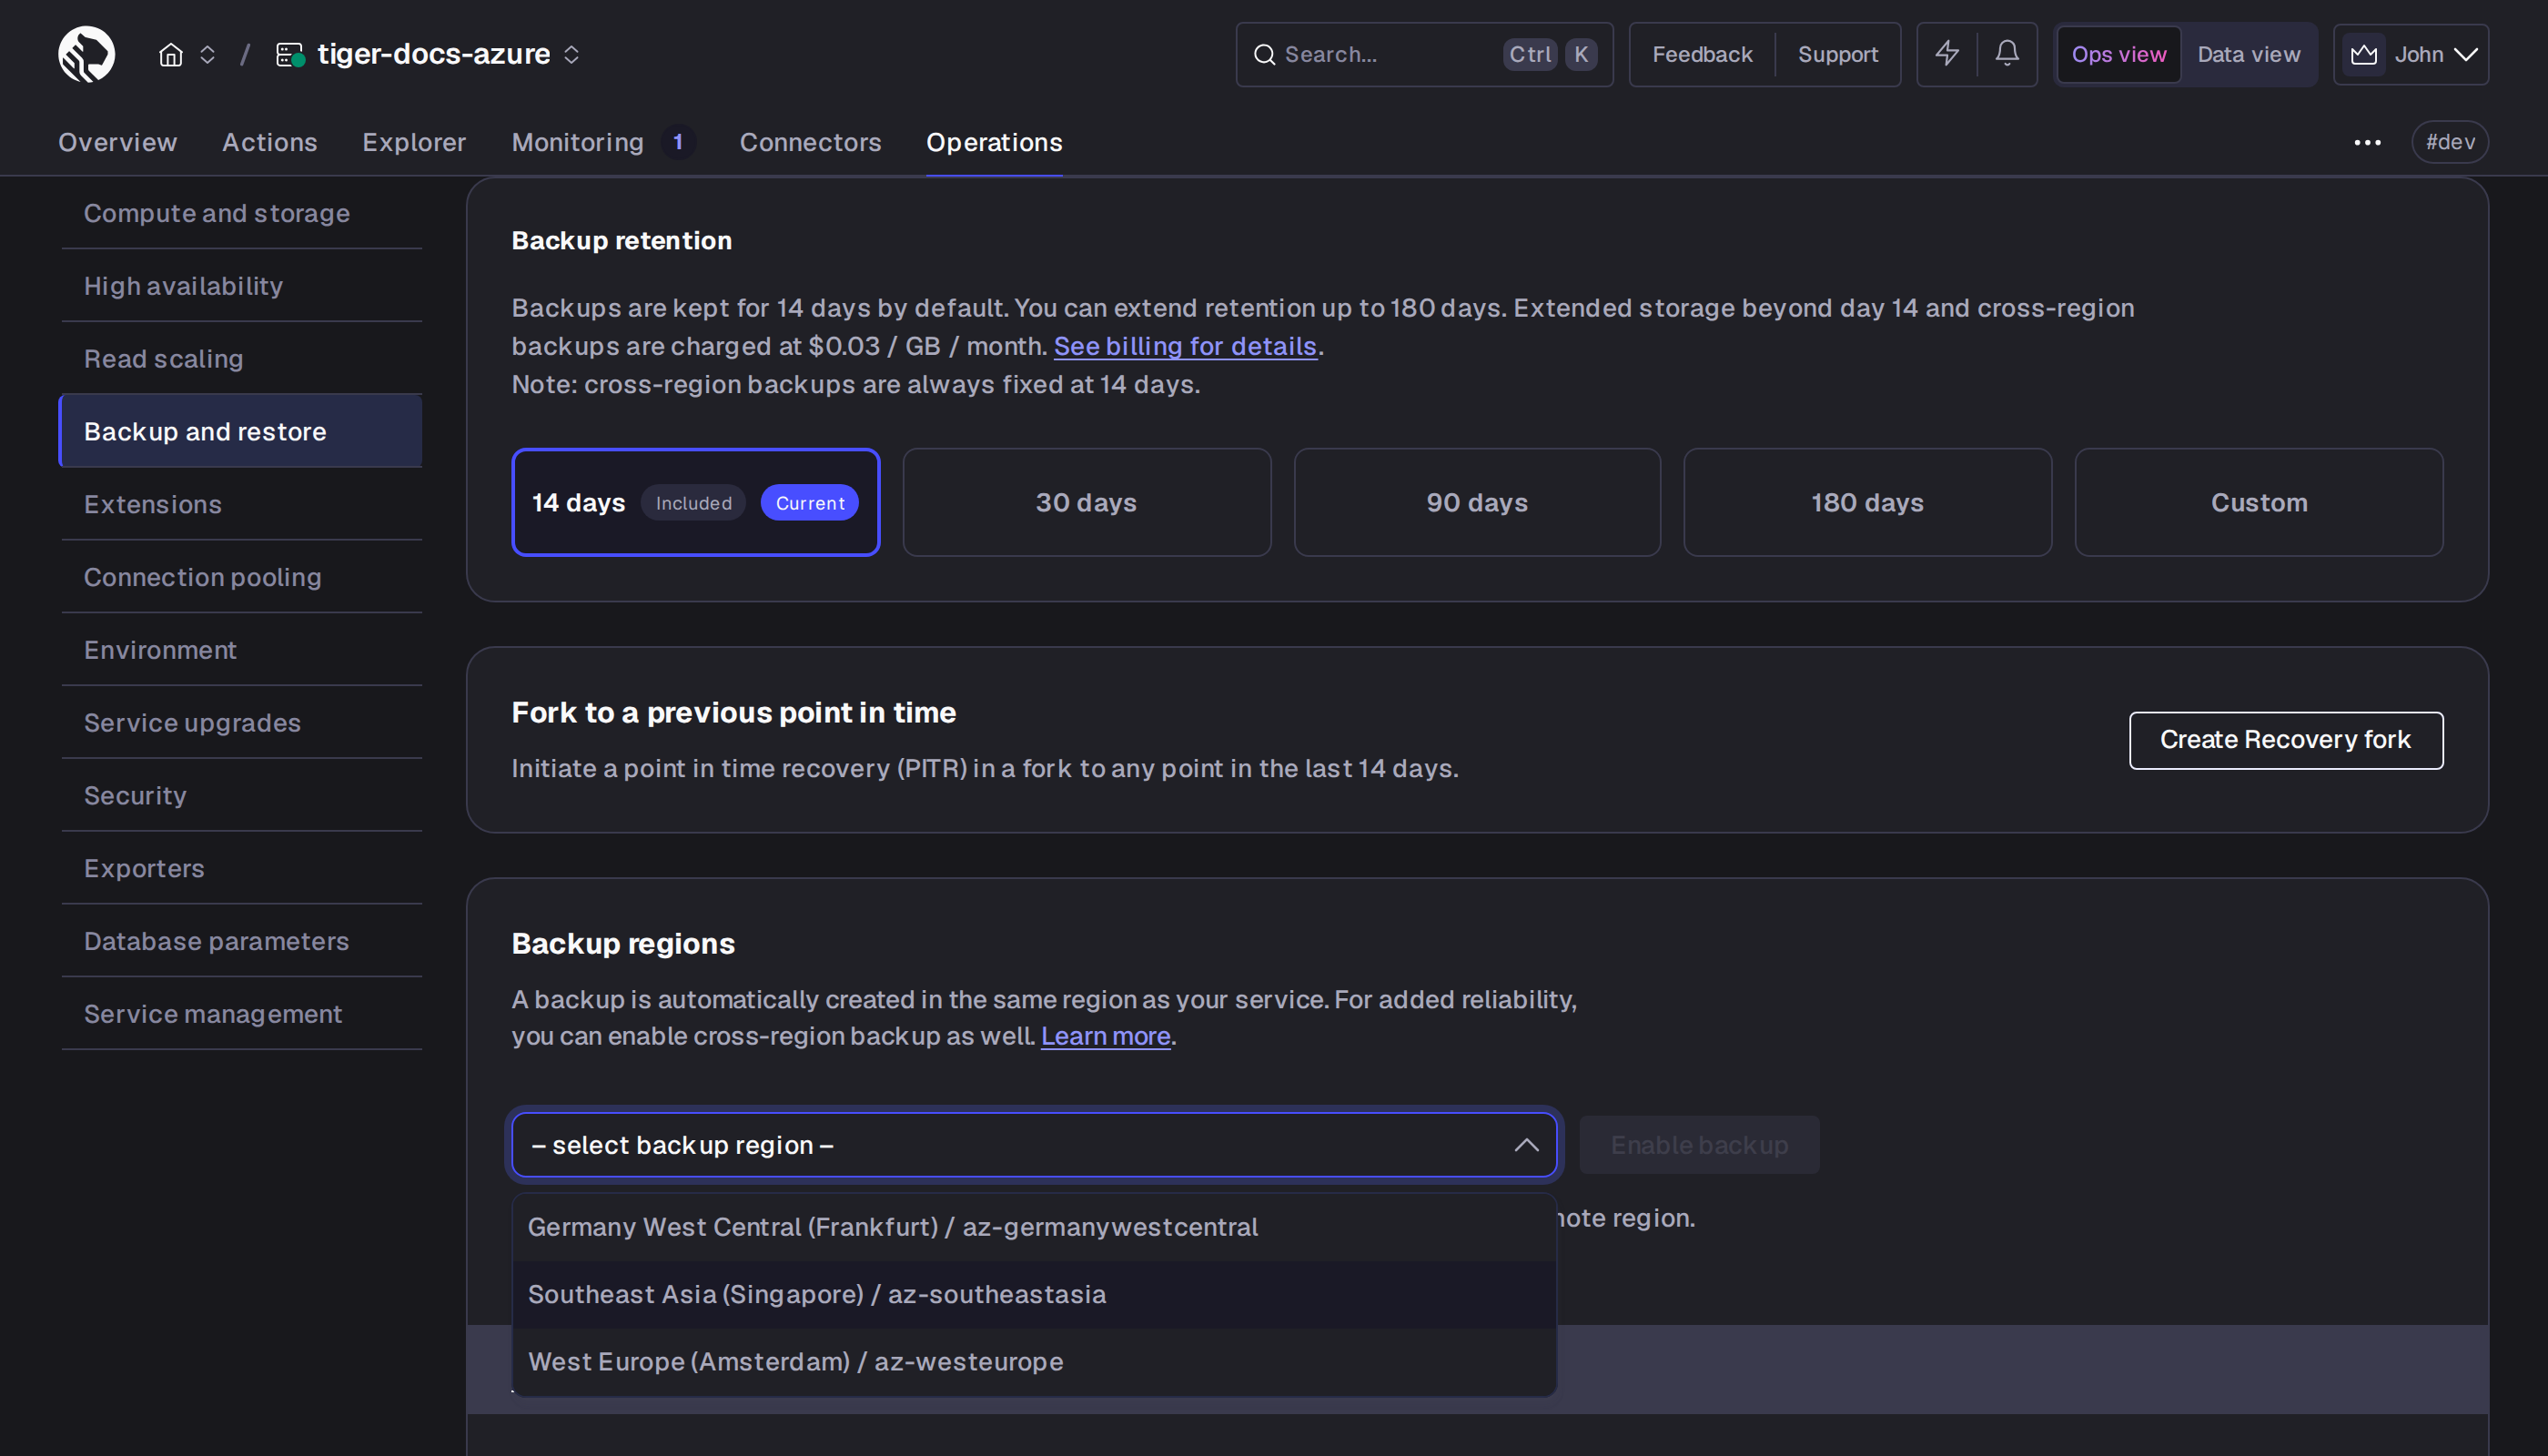 / tiger-docs-azure
Search... Ctrl K
Feedback Support
Ops view Data view
John
Overview Actions Explorer Monitoring 1 Connectors Operations
#dev
Compute and storage
High availability
Read scaling
Backup and restore
Extensions
Connection pooling
Environment
Service upgrades
Security
Exporters
Database parameters
Service management
Backup retention
Backups are kept for 14 days by default. You can extend retention up to 180 days. Extended storage beyond day 14 and cross-region
backups are charged at $0.03 / GB / month. See billing for details.
Note: cross-region backups are always fixed at 14 days.
14 days Included Current
30 days
90 days
180 days
Custom
Fork to a previous point in time
Initiate a point in time recovery (PITR) in a fork to any point in the last 14 days.
Create Recovery fork
Backup regions
A backup is automatically created in the same region as your service. For added reliability,
you can enable cross-region backup as well. Learn more.
– select backup region –
Enable backup
region.
Germany West Central (Frankfurt) / az-germanywestcentral
Southeast Asia (Singapore) / az-southeastasia
West Europe (Amsterdam) / az-westeurope